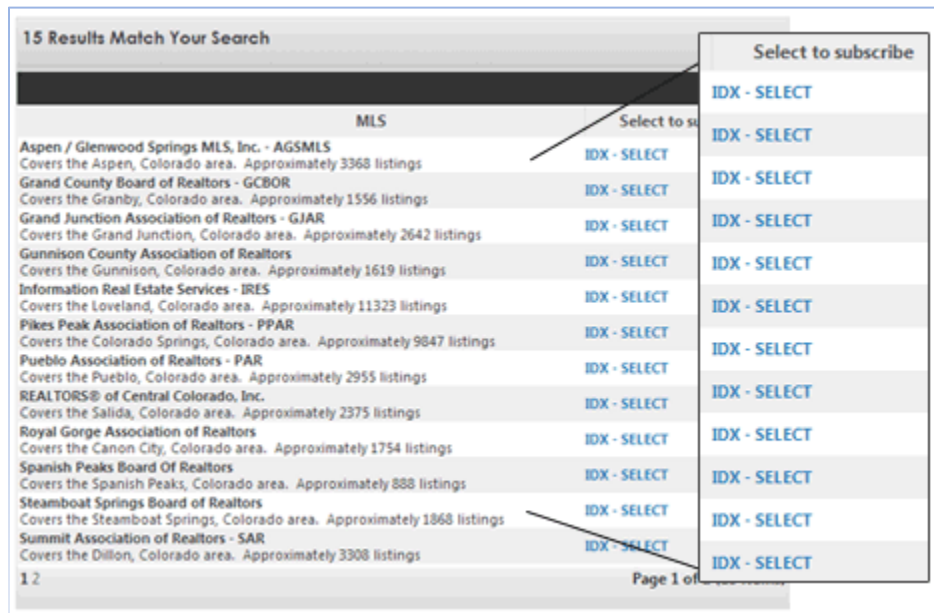 15 Results Match Your Search
MLS
Select to su
Aspen / Glenwood Springs MLS, Inc. - AGSMLS
Covers the Aspen, Colorado area. Approximately 3368 listings
IDX - SELECT
Grand County Board of Realtors - GCBOR
Covers the Granby, Colorado area. Approximately 1556 listings
IDX - SELECT
Grand Junction Association of Realtors - GJAR
Covers the Grand Junction, Colorado area. Approximately 2642 listings
IDX - SELECT
Gunnison County Association of Realtors
Covers the Gunnison, Colorado area. Approximately 1619 listings
IDX - SELECT
Information Real Estate Services - IRES
Covers the Loveland, Colorado area. Approximately 11323 listings
IDX - SELECT
Pikes Peak Association of Realtors - PPAR
Covers the Colorado Springs, Colorado area. Approximately 9847 listings
IDX - SELECT
Pueblo Association of Realtors - PAR
Covers the Pueblo, Colorado area. Approximately 2955 listings
IDX - SELECT
REALTORS® of Central Colorado, Inc.
Covers the Salida, Colorado area. Approximately 2375 listings
IDX - SELECT
Royal Gorge Association of Realtors
Covers the Canon City, Colorado area. Approximately 1754 listings
IDX - SELECT
Spanish Peaks Board Of Realtors
Covers the Spanish Peaks, Colorado area. Approximately 888 listings
IDX - SELECT
Steamboat Springs Board of Realtors
Covers the Steamboat Springs, Colorado area. Approximately 1868 listings
IDX - SELECT
Summit Association of Realtors - SAR
Covers the Dillon, Colorado area. Approximately 3308 listings
IDX - SELECT
1 2
Page 1 of
Select to subscribe
IDX - SELECT
IDX - SELECT
IDX - SELECT
IDX - SELECT
IDX - SELECT
IDX - SELECT
IDX - SELECT
IDX - SELECT
IDX - SELECT
IDX - SELECT
IDX - SELECT
IDX - SELECT